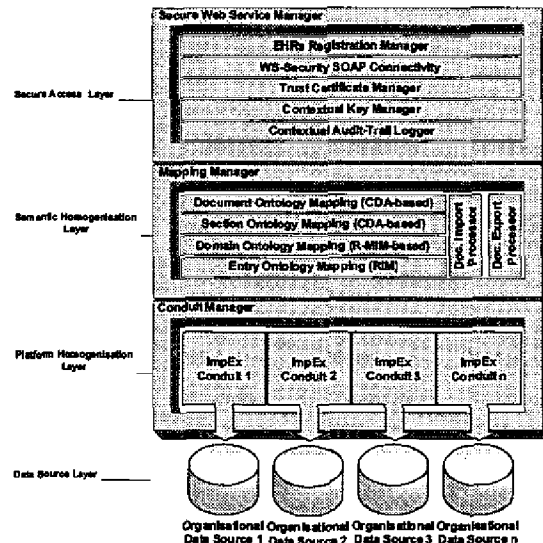 Secure Web Service Manager
EHRs Registration Manager
WS-Security SOAP Connectivity
Trust Certificate Manager
Contextual Key Manager
Contextual Audit-Trail Logger
Secure Access Layer
Mapping Manager
Document Ontology Mapping (CDA-based)
Section Ontology Mapping (CDA-based)
Domain Ontology Mapping (R-MIM-based)
Entry Ontology Mapping (RIM)
Doc. Import
Processor
Doc. Export
Processor
Semantic Homogenisation
Layer
Conduit Manager
ImpEx
Conduit 1
ImpEx
Conduit 2
ImpEx
Conduit 3
ImpEx
Conduit n
Platform Homogenisation
Layer
Data Source Layer
Organisational
Data Source 1
Organisational
Data Source 2
Organisational
Data Source 3
Organisational
Data Source n